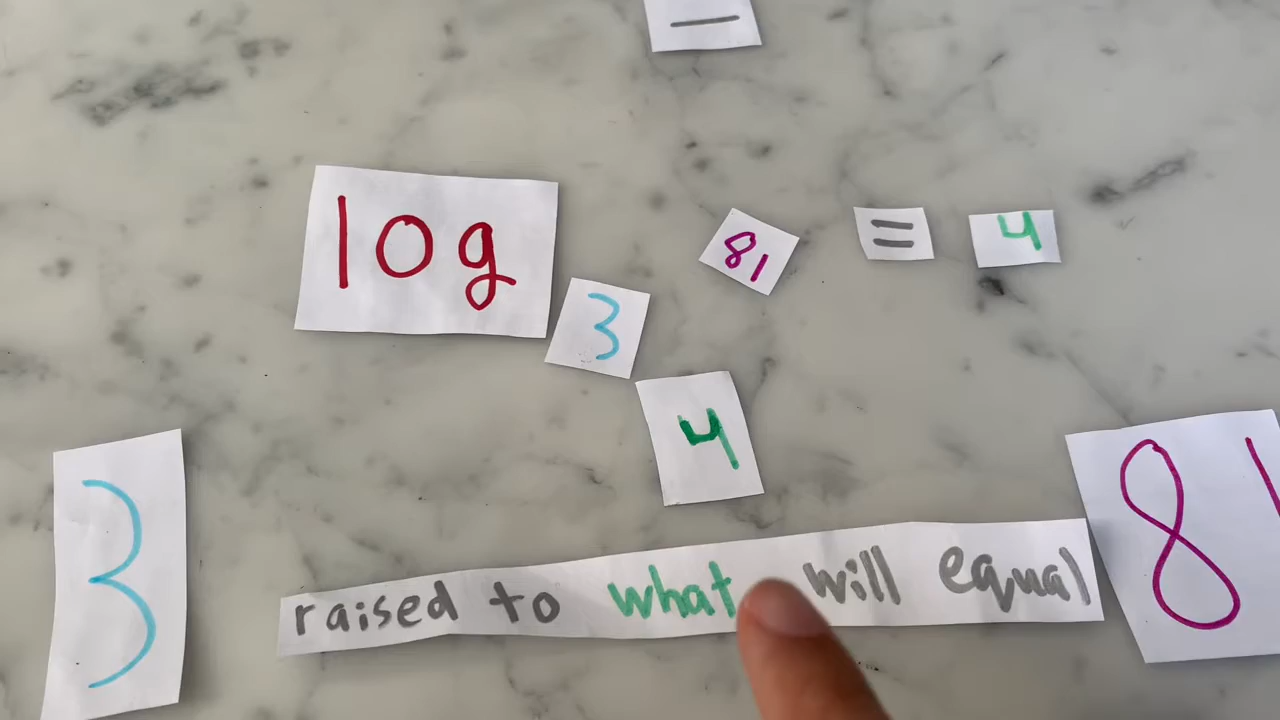 −
log 3 81 = 4
4
3 raised to what will equal 81